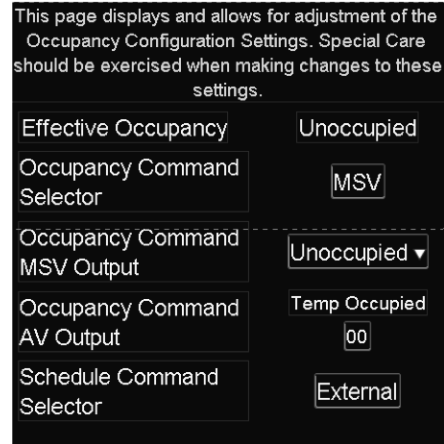 This page displays and allows for adjustment of the
Occupancy Configuration Settings. Special Care
should be exercised when making changes to these
settings.
Effective Occupancy Unoccupied
Occupancy Command
Selector
MSV
Occupancy Command
MSV Output
Unoccupied ▾
Occupancy Command
AV Output
Temp Occupied
00
Schedule Command
Selector
External